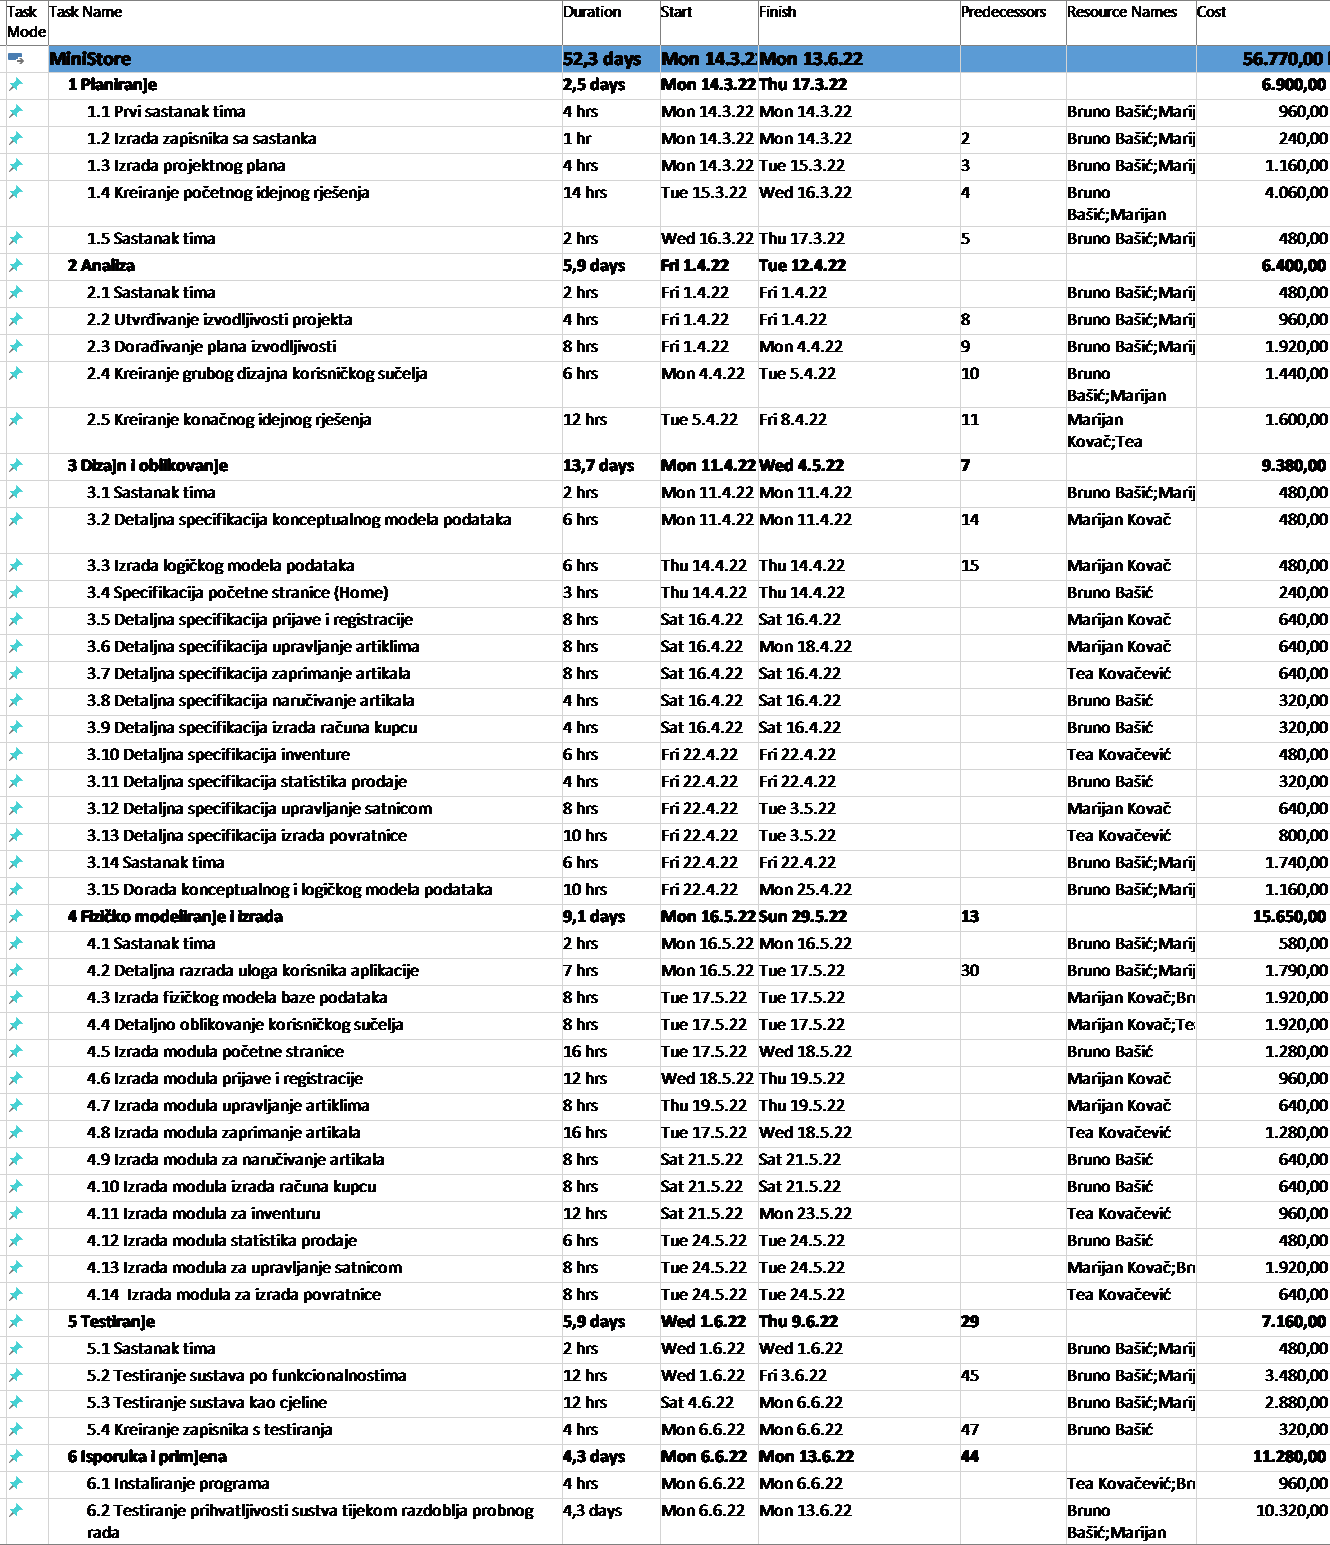 Task Mode Task Name Duration Start Finish Predecessors Resource Names Cost
MiniStore 52,3 days Mon 14.3.2 Mon 13.6.22 56.770,00
1 Planiranje 2,5 days Mon 14.3.22 Thu 17.3.22 6.900,00
1.1 Prvi sastanak tima 4 hrs Mon 14.3.22 Mon 14.3.22 Bruno Bašić;Marij 960,00
1.2 Izrada zapisnika sa sastanka 1 hr Mon 14.3.22 Mon 14.3.22 2 Bruno Bašić;Marij 240,00
1.3 Izrada projektnog plana 4 hrs Mon 14.3.22 Tue 15.3.22 3 Bruno Bašić;Marij 1.160,00
1.4 Kreiranje početnog idejnog rješenja 14 hrs Tue 15.3.22 Wed 16.3.22 4 Bruno Bašić;Marijan 4.060,00
1.5 Sastanak tima 2 hrs Wed 16.3.22 Thu 17.3.22 5 Bruno Bašić;Marij 480,00
2 Analiza 5,9 days Fri 1.4.22 Tue 12.4.22 6.400,00
2.1 Sastanak tima 2 hrs Fri 1.4.22 Fri 1.4.22 Bruno Bašić;Marij 480,00
2.2 Utvrđivanje izvodljivosti projekta 4 hrs Fri 1.4.22 Fri 1.4.22 8 Bruno Bašić;Marij 960,00
2.3 Dorađivanje plana izvodljivosti 8 hrs Fri 1.4.22 Mon 4.4.22 9 Bruno Bašić;Marij 1.920,00
2.4 Kreiranje grubog dizajna korisničkog sučelja 6 hrs Mon 4.4.22 Tue 5.4.22 10 Bruno Bašić;Marijan 1.440,00
2.5 Kreiranje konačnog idejnog rješenja 12 hrs Tue 5.4.22 Fri 8.4.22 11 Marijan Kovač;Tea 1.600,00
3 Dizajn i oblikovanje 13,7 days Mon 11.4.22 Wed 4.5.22 7 9.380,00
3.1 Sastanak tima 2 hrs Mon 11.4.22 Mon 11.4.22 Bruno Bašić;Marij 480,00
3.2 Detaljna specifikacija konceptualnog modela podataka 6 hrs Mon 11.4.22 Mon 11.4.22 14 Marijan Kovač 480,00
3.3 Izrada logičkog modela podataka 6 hrs Thu 14.4.22 Thu 14.4.22 15 Marijan Kovač 480,00
3.4 Specifikacija početne stranice (Home) 3 hrs Thu 14.4.22 Thu 14.4.22 Bruno Bašić 240,00
3.5 Detaljna specifikacija prijave i registracije 8 hrs Sat 16.4.22 Sat 16.4.22 Marijan Kovač 640,00
3.6 Detaljna specifikacija upravljanje artiklima 8 hrs Sat 16.4.22 Mon 18.4.22 Marijan Kovač 640,00
3.7 Detaljna specifikacija zaprimanje artikala 8 hrs Sat 16.4.22 Sat 16.4.22 Tea Kovačević 640,00
3.8 Detaljna specifikacija naručivanje artikala 4 hrs Sat 16.4.22 Sat 16.4.22 Bruno Bašić 320,00
3.9 Detaljna specifikacija izrada računa kupcu 4 hrs Sat 16.4.22 Sat 16.4.22 Bruno Bašić 320,00
3.10 Detaljna specifikacija inventure 6 hrs Fri 22.4.22 Fri 22.4.22 Tea Kovačević 480,00
3.11 Detaljna specifikacija statistika prodaje 4 hrs Fri 22.4.22 Fri 22.4.22 Bruno Bašić 320,00
3.12 Detaljna specifikacija upravljanje satnicom 8 hrs Fri 22.4.22 Tue 3.5.22 Marijan Kovač 640,00
3.13 Detaljna specifikacija izrada povratnice 10 hrs Fri 22.4.22 Tue 3.5.22 Tea Kovačević 800,00
3.14 Sastanak tima 6 hrs Fri 22.4.22 Fri 22.4.22 Bruno Bašić;Marij 1.740,00
3.15 Dorada konceptualnog i logičkog modela podataka 10 hrs Fri 22.4.22 Mon 25.4.22 Bruno Bašić;Marij 1.160,00
4 Fizičko modeliranje i izrada 9,1 days Mon 16.5.22 Sun 29.5.22 13 15.650,00
4.1 Sastanak tima 2 hrs Mon 16.5.22 Mon 16.5.22 Bruno Bašić;Marij 580,00
4.2 Detaljna razrada uloga korisnika aplikacije 7 hrs Mon 16.5.22 Tue 17.5.22 30 Bruno Bašić;Marij 1.790,00
4.3 Izrada fizičkog modela baze podataka 8 hrs Tue 17.5.22 Tue 17.5.22 Marijan Kovač;Bru 1.920,00
4.4 Detaljno oblikovanje korisničkog sučelja 8 hrs Tue 17.5.22 Tue 17.5.22 Marijan Kovač;Te 1.920,00
4.5 Izrada modula početne stranice 16 hrs Tue 17.5.22 Wed 18.5.22 Bruno Bašić 1.280,00
4.6 Izrada modula prijave i registracije 12 hrs Wed 18.5.22 Thu 19.5.22 Marijan Kovač 960,00
4.7 Izrada modula upravljanje artiklima 8 hrs Thu 19.5.22 Thu 19.5.22 Marijan Kovač 640,00
4.8 Izrada modula zaprimanje artikala 16 hrs Tue 17.5.22 Wed 18.5.22 Tea Kovačević 1.280,00
4.9 Izrada modula za naručivanje artikala 8 hrs Sat 21.5.22 Sat 21.5.22 Bruno Bašić 640,00
4.10 Izrada modula izrada računa kupcu 8 hrs Sat 21.5.22 Sat 21.5.22 Bruno Bašić 640,00
4.11 Izrada modula za inventuru 12 hrs Sat 21.5.22 Mon 23.5.22 Tea Kovačević 960,00
4.12 Izrada modula statistika prodaje 6 hrs Tue 24.5.22 Tue 24.5.22 Bruno Bašić 480,00
4.13 Izrada modula za upravljanje satnicom 8 hrs Tue 24.5.22 Tue 24.5.22 Marijan Kovač;Bru 1.920,00
4.14 Izrada modula za izrada povratnice 8 hrs Tue 24.5.22 Tue 24.5.22 Tea Kovačević 640,00
5 Testiranje 5,9 days Wed 1.6.22 Thu 9.6.22 29 7.160,00
5.1 Sastanak tima 2 hrs Wed 1.6.22 Wed 1.6.22 Bruno Bašić;Marij 480,00
5.2 Testiranje sustava po funkcionalnostima 12 hrs Wed 1.6.22 Fri 3.6.22 45 Bruno Bašić;Marij 3.480,00
5.3 Testiranje sustava kao cjeline 12 hrs Sat 4.6.22 Mon 6.6.22 Bruno Bašić;Marij 2.880,00
5.4 Kreiranje zapisnika s testiranja 4 hrs Mon 6.6.22 Mon 6.6.22 47 Bruno Bašić 320,00
6 Isporuka i primjena 4,3 days Mon 6.6.22 Mon 13.6.22 44 11.280,00
6.1 Instaliranje programa 4 hrs Mon 6.6.22 Mon 6.6.22 Tea Kovačević;Bru 960,00
6.2 Testiranje prihvatljivosti sustva tijekom razdoblja probnog rada 4,3 days Mon 6.6.22 Mon 13.6.22 Bruno Bašić;Marijan 10.320,00